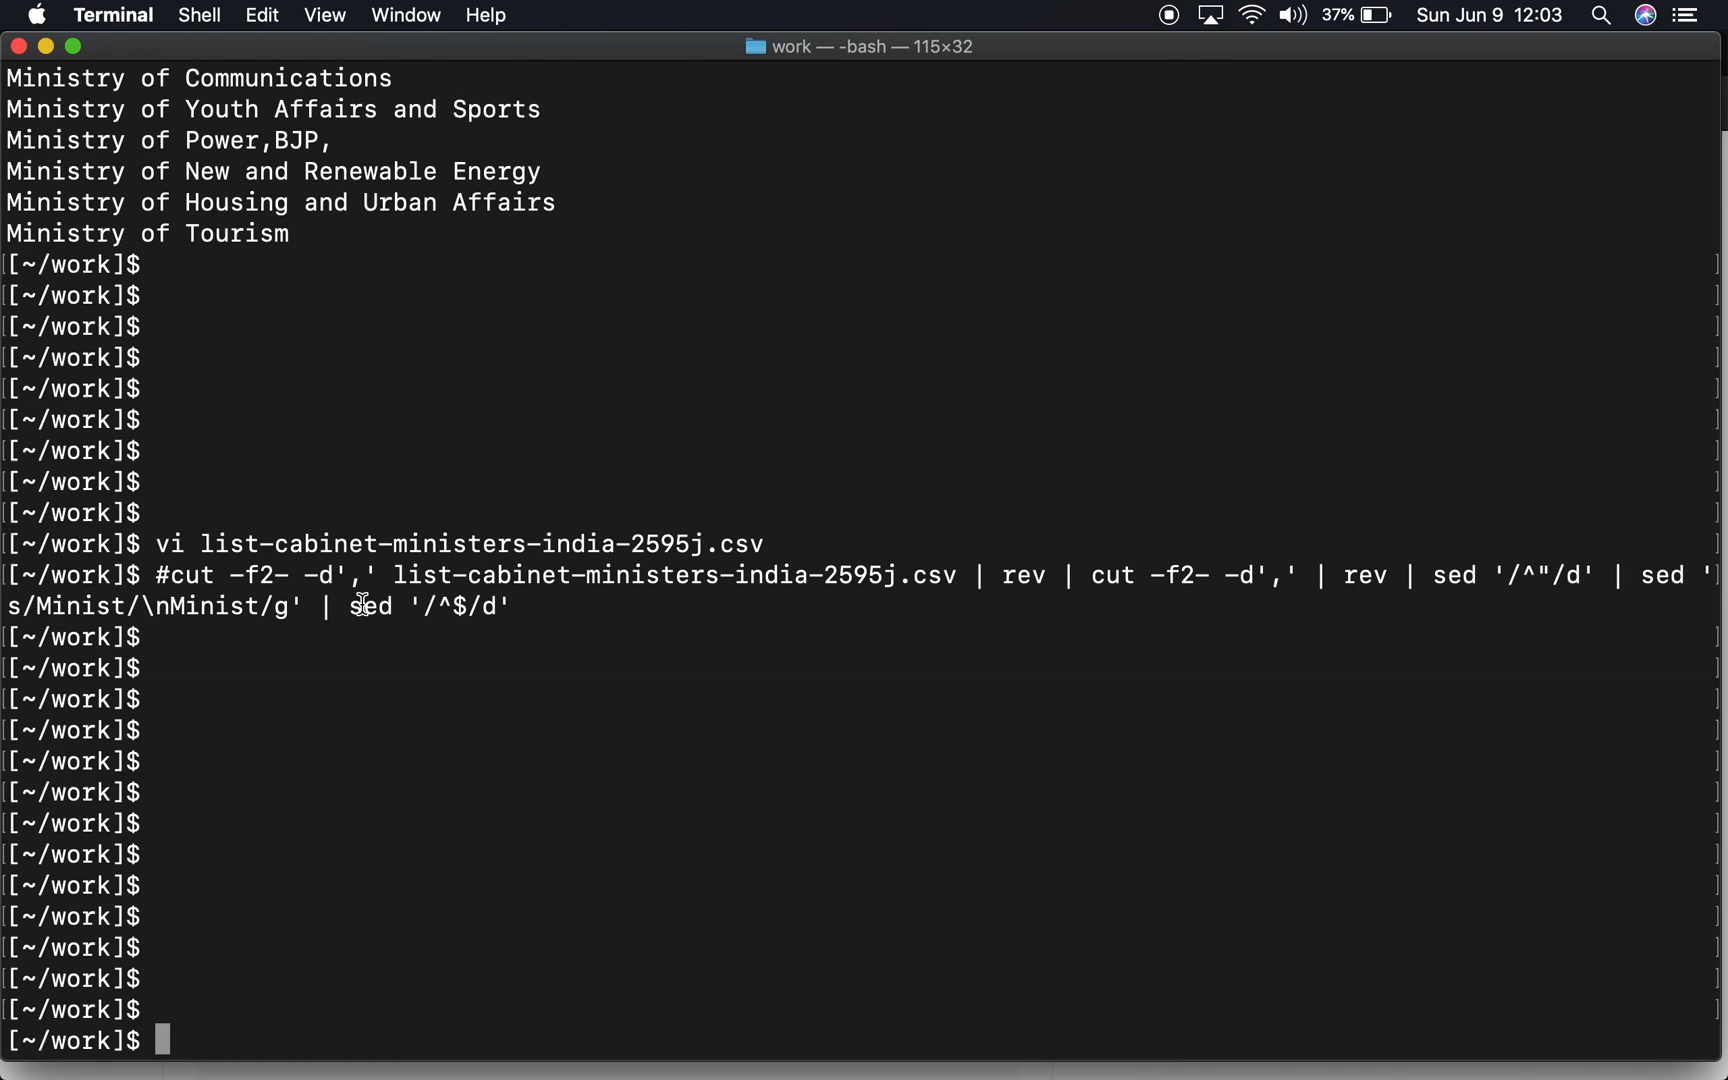 Terminal Shell Edit View Window Help 37% Sun Jun 9 12:03
work — -bash — 115×32
Ministry of Communications
Ministry of Youth Affairs and Sports
Ministry of Power,BJP,
Ministry of New and Renewable Energy
Ministry of Housing and Urban Affairs
Ministry of Tourism
[[~/work]$ ]
[[~/work]$ ]
[[~/work]$ ]
[[~/work]$ ]
[[~/work]$ ]
[[~/work]$ ]
[[~/work]$ ]
[[~/work]$ ]
[[~/work]$ ]
[[~/work]$ vi list-cabinet-ministers-india-2595j.csv ]
[[~/work]$ #cut -f2- -d',' list-cabinet-ministers-india-2595j.csv | rev | cut -f2- -d',' | rev | sed '/^"/d' | sed ']
s/Minist/\nMinist/g' | sed '/^$/d'
[[~/work]$ ]
[[~/work]$ ]
[[~/work]$ ]
[[~/work]$ ]
[[~/work]$ ]
[[~/work]$ ]
[[~/work]$ ]
[[~/work]$ ]
[[~/work]$ ]
[[~/work]$ ]
[[~/work]$ ]
[[~/work]$ ]
[[~/work]$ ]
[~/work]$